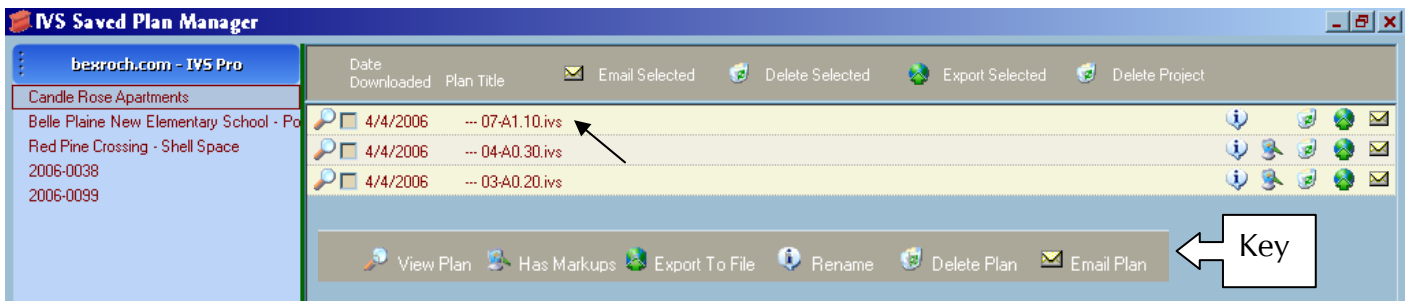 IVS Saved Plan Manager
bexroch.com - IVS Pro
Candle Rose Apartments
Belle Plaine New Elementary School - Po
Red Pine Crossing - Shell Space
2006-0038
2006-0099
Date Downloaded Plan Title Email Selected Delete Selected Export Selected Delete Project
4/4/2006 --- 07-A1.10.ivs
4/4/2006 --- 04-A0.30.ivs
4/4/2006 --- 03-A0.20.ivs
View Plan Has Markups Export To File Rename Delete Plan Email Plan
Key